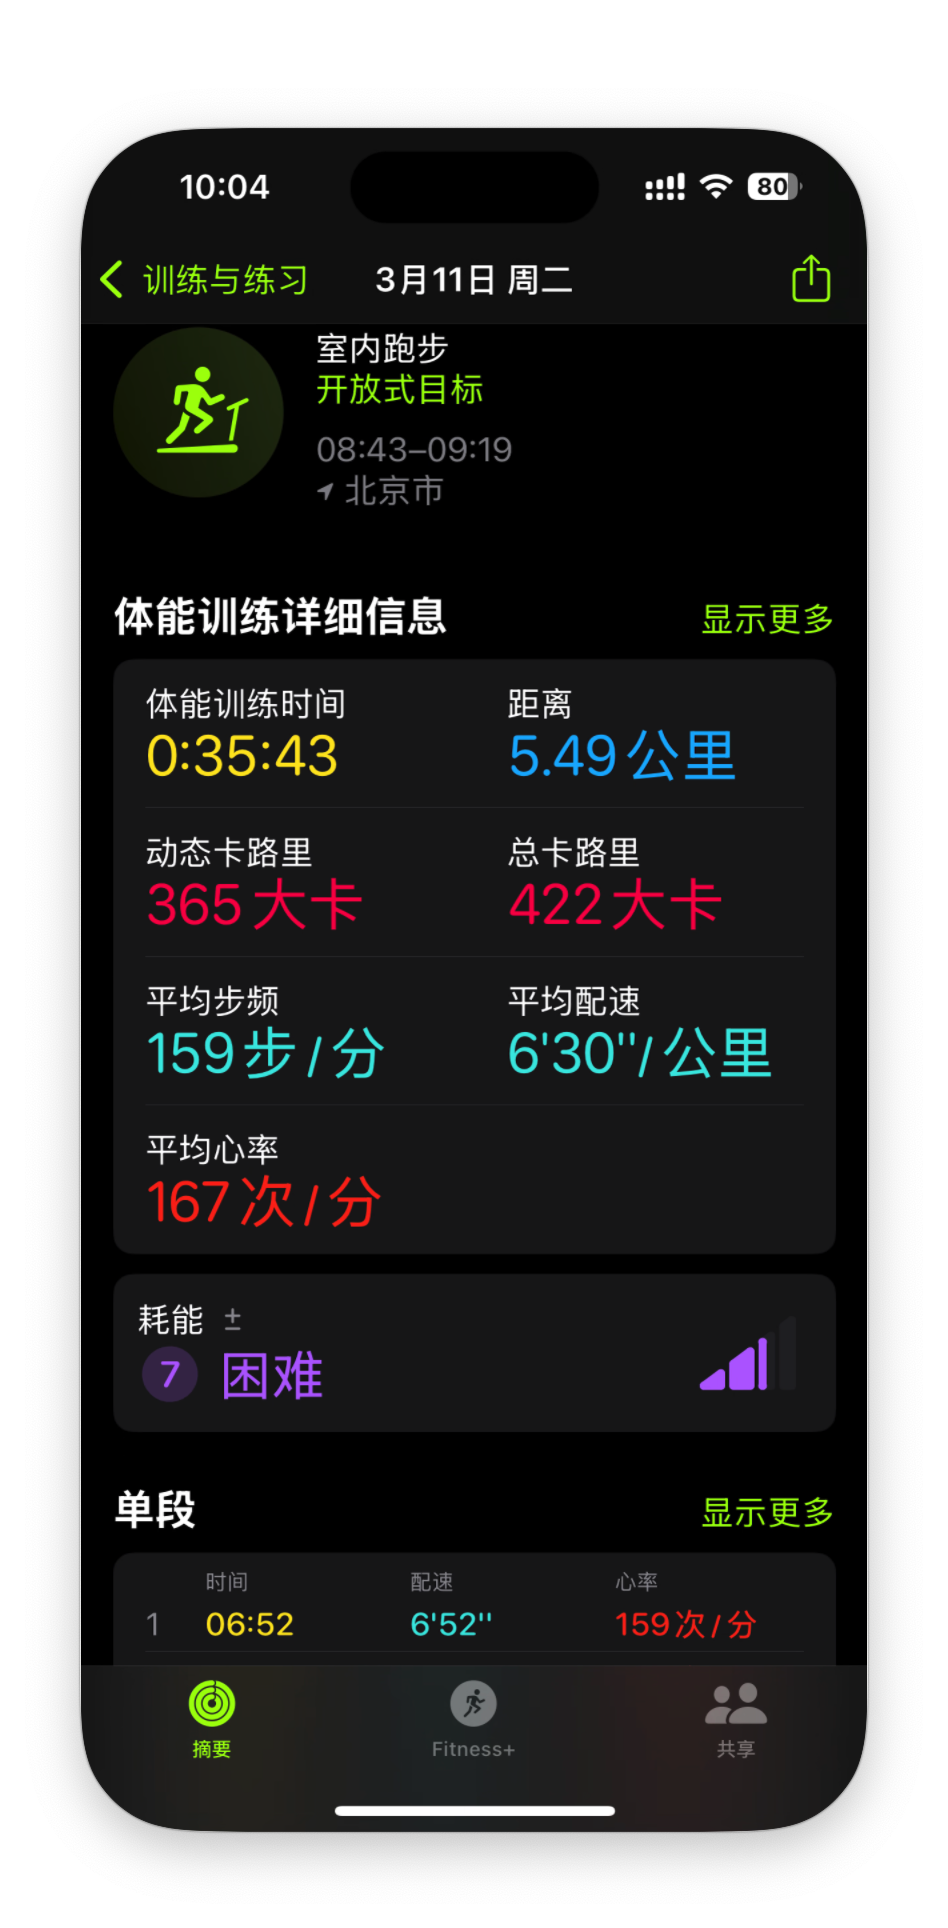 10:04
80
训练与练习
3月11日 周二
室内跑步
开放式目标
08:43–09:19
北京市
体能训练详细信息
显示更多
体能训练时间
距离
0:35:43
5.49公里
动态卡路里
总卡路里
365大卡
422大卡
平均步频
平均配速
159步/分
6'30''/公里
平均心率
167次/分
耗能 ±
7 困难
单段
显示更多
时间 配速 心率
1 06:52 6'52'' 159次/分
摘要
Fitness+
共享